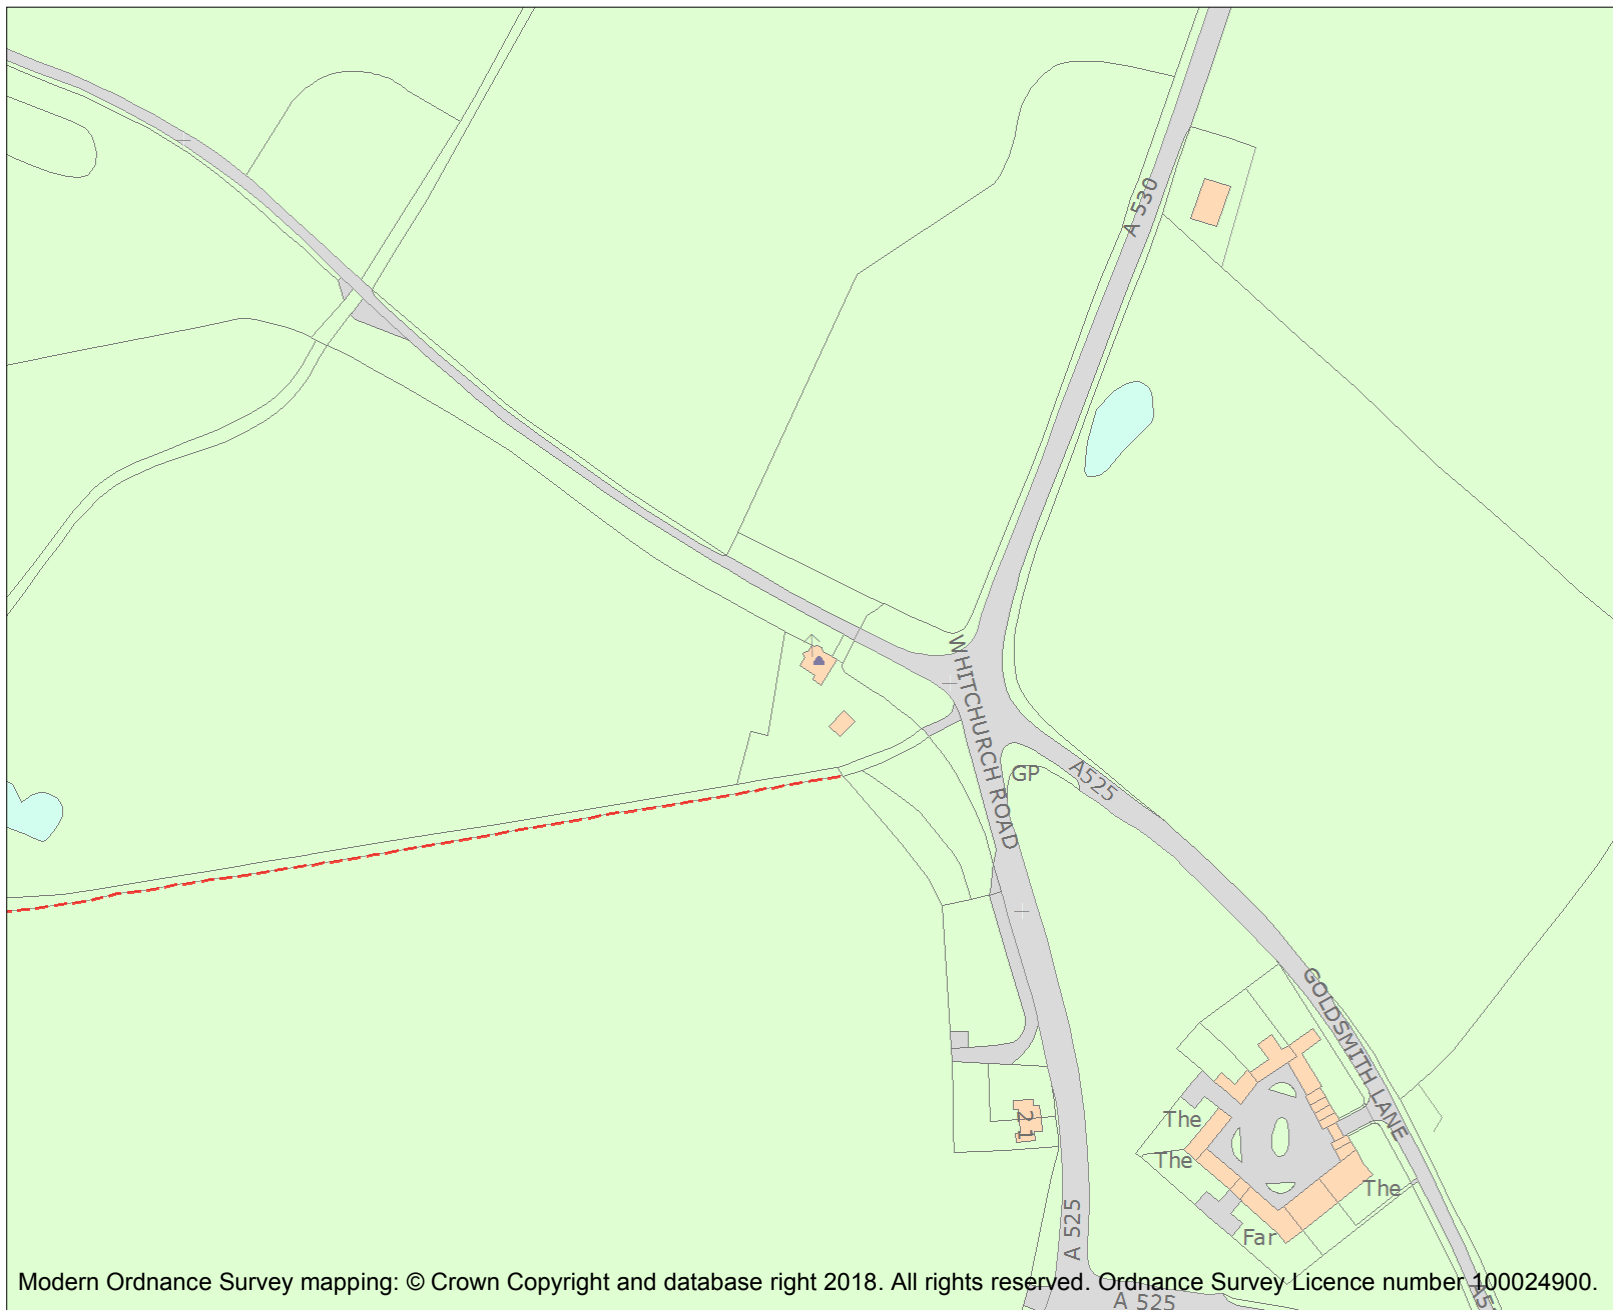 A 530
WHITCHURCH ROAD
GP
A525
GOLDSMITH LANE
The
The
The
21
Far
A 525
A 525
Modern Ordnance Survey mapping: © Crown Copyright and database right 2018. All rights reserved. Ordnance Survey Licence number 100024900.